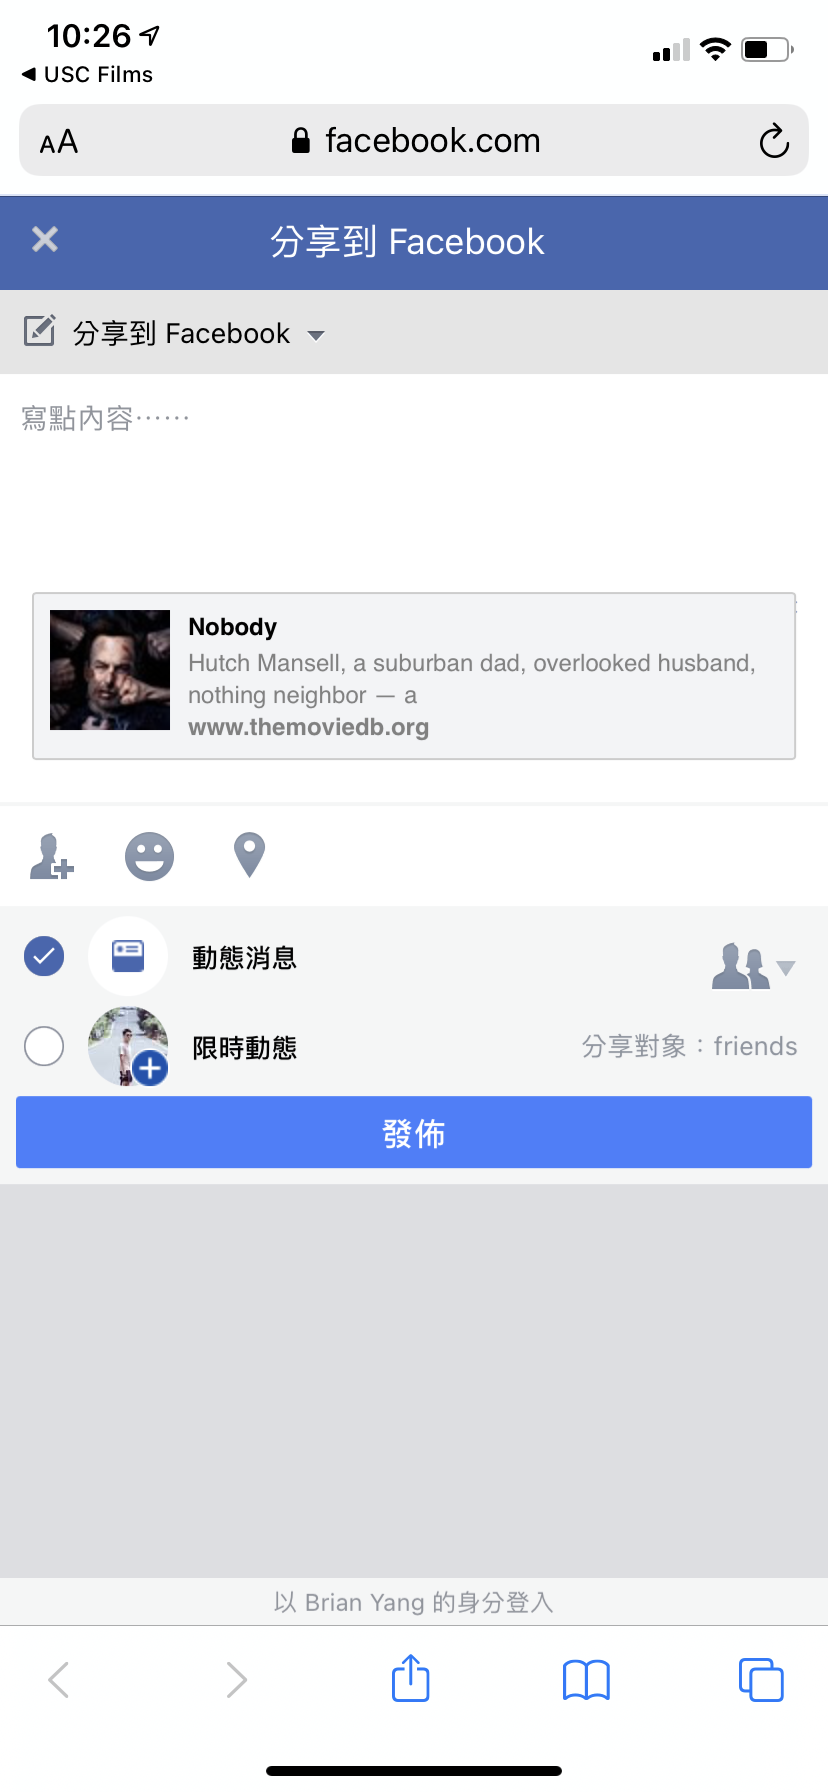 10:26
◀ USC Films
AA facebook.com
分享到 Facebook
分享到 Facebook
寫點內容⋯⋯
Nobody
Hutch Mansell, a suburban dad, overlooked husband,
nothing neighbor — a
www.themoviedb.org
動態消息
限時動態
分享對象：friends
發佈
以 Brian Yang 的身分登入